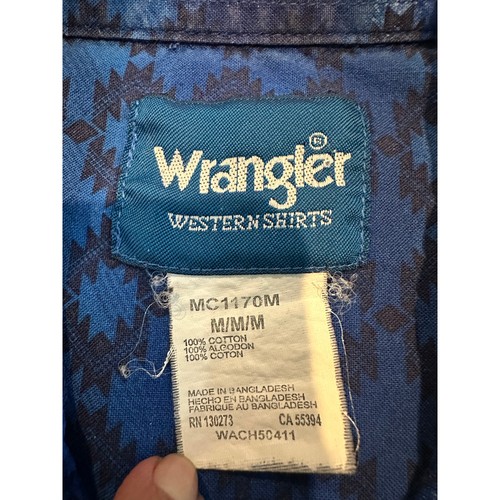 Wrangler
®
WESTERN SHIRTS
MC1170M
M/M/M
100% COTTON
100% ALGODON
100% COTON
MADE IN BANGLADESH
HECHO EN BANGLADESH
FABRIQUE AU BANGLADESH
RN 130273 CA 55394
WACH50411